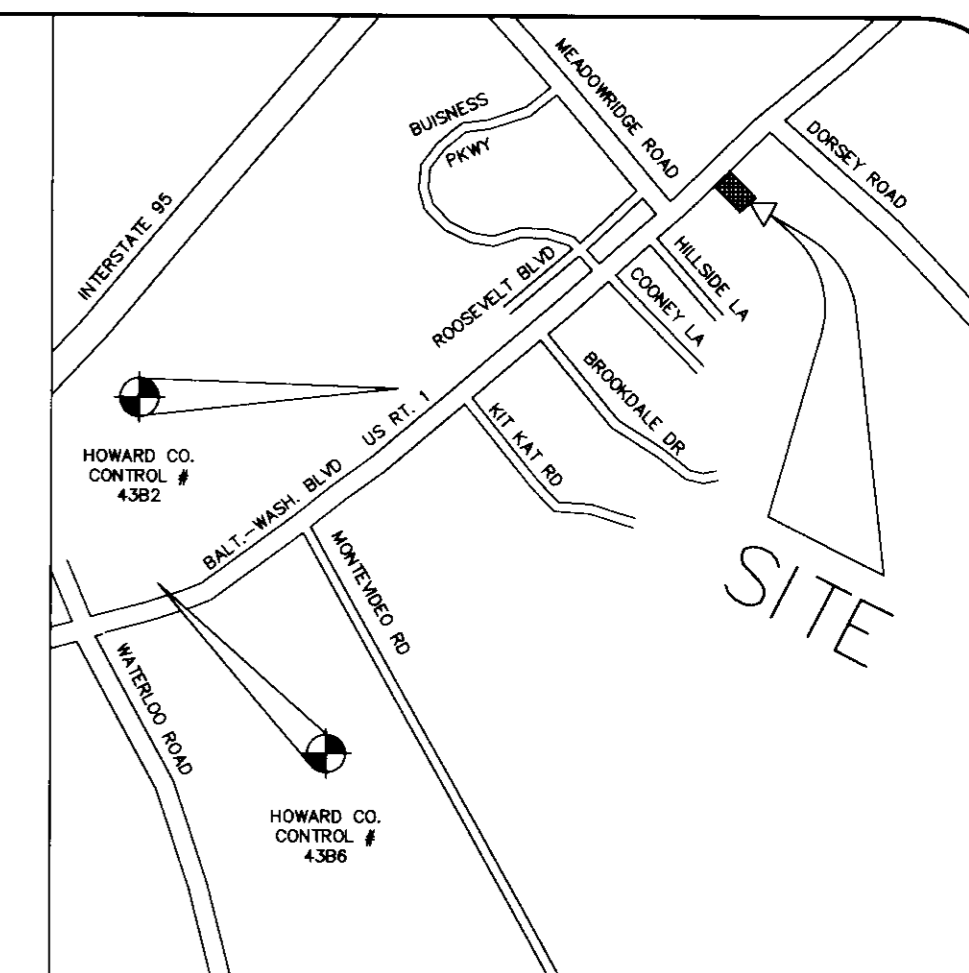 MEADOWRIDGE ROAD
BUISNESS
PKWY
DORSEY ROAD
INTERSTATE 95
HILLSIDE LA
ROOSEVELT BLVD
COONEY LA
BROOKDALE DR
US RT. 1
KIT KAT RD
HOWARD CO.
CONTROL #
43B2
BALT.-WASH. BLVD
MONTEVIDEO RD
SITE
WATERLOO ROAD
HOWARD CO.
CONTROL #
43B6